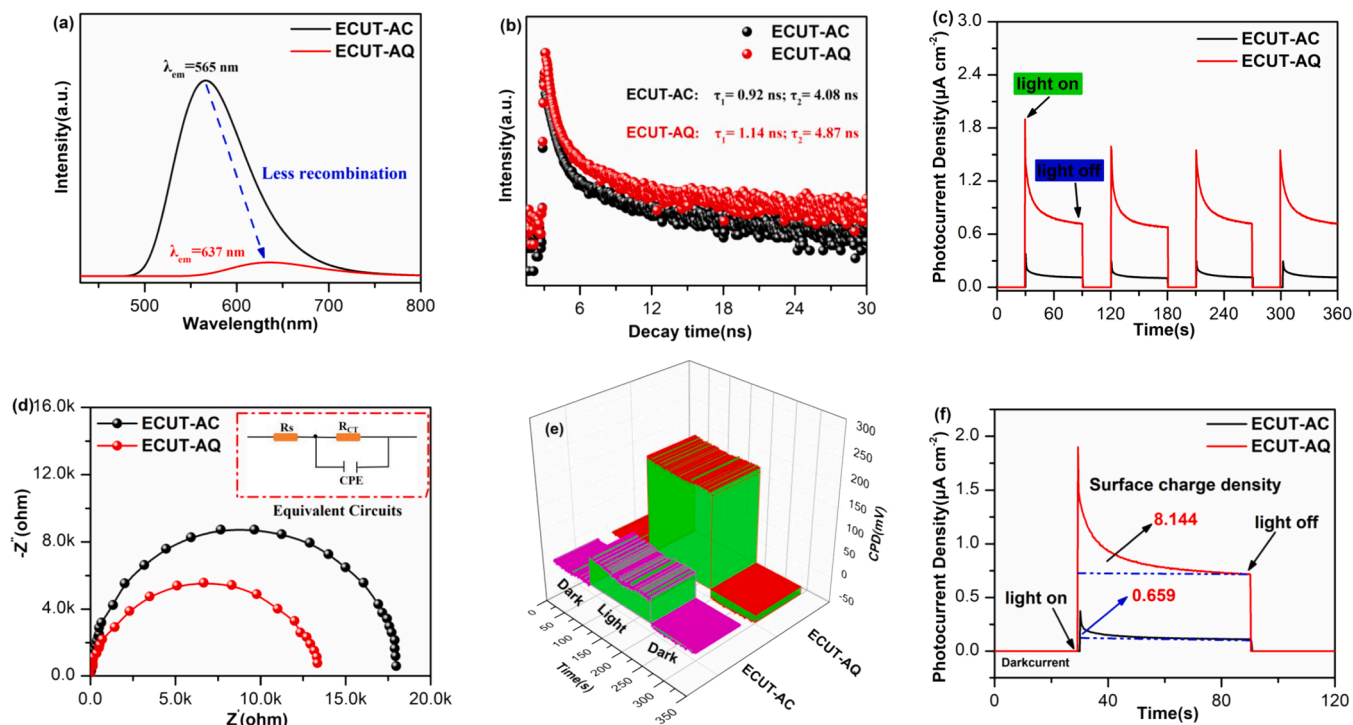 (a)
ECUT-AC
ECUT-AQ
λem=565 nm
Less recombination
λem=637 nm
Intensity(a.u.)
500 600 700 800
Wavelength(nm)
(b)
ECUT-AC
ECUT-AQ
ECUT-AC: τ1= 0.92 ns; τ2= 4.08 ns
ECUT-AQ: τ1= 1.14 ns; τ2= 4.87 ns
Intensity(a.u.)
6 12 18 24 30
Decay time(ns)
(c)
ECUT-AC
ECUT-AQ
light on
light off
Photocurrent Density(μA cm-2)
3.0
2.4
1.8
1.2
0.6
0.0
0 30 60 90 120 180 240 300 360
Time(s)
(d)
ECUT-AC
ECUT-AQ
Rs
RCT
CPE
Equivalent Circuits
-Z''(ohm)
16.0k
12.0k
8.0k
4.0k
0.0
0.0 5.0k 10.0k 15.0k 20.0k
Z'(ohm)
(e)
300
250
200
150
100
50
0
-50
CPD(mV)
Dark
Light
Dark
0 50 100 150 200 250 300 350
Time(s)
ECUT-AC
ECUT-AQ
(f)
ECUT-AC
ECUT-AQ
Surface charge density
8.144
light off
light on
0.659
Darkcurrent
Photocurrent Density(μA cm-2)
2.0
1.5
1.0
0.5
0.0
0 40 80 120
Time(s)